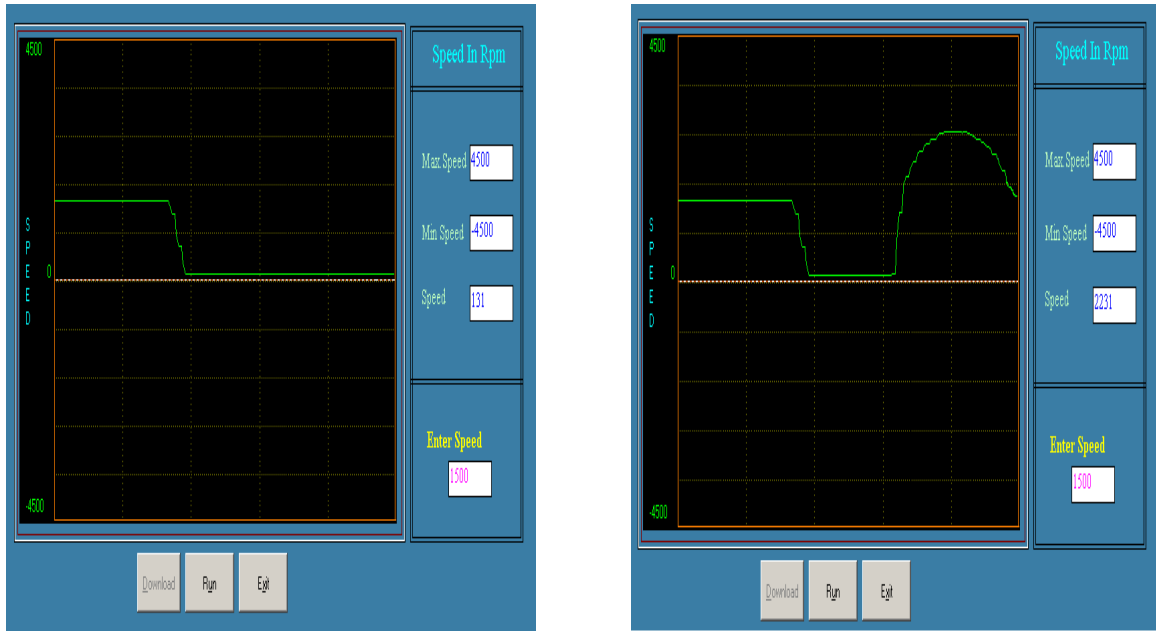 4500
SPEED
0
-4500
Speed In Rpm
Max Speed 4500
Min Speed -4500
Speed 131
Enter Speed
1500
Download
Run
Exit
4500
SPEED
0
-4500
Speed In Rpm
Max Speed 4500
Min Speed -4500
Speed 2231
Enter Speed
1500
Download
Run
Exit